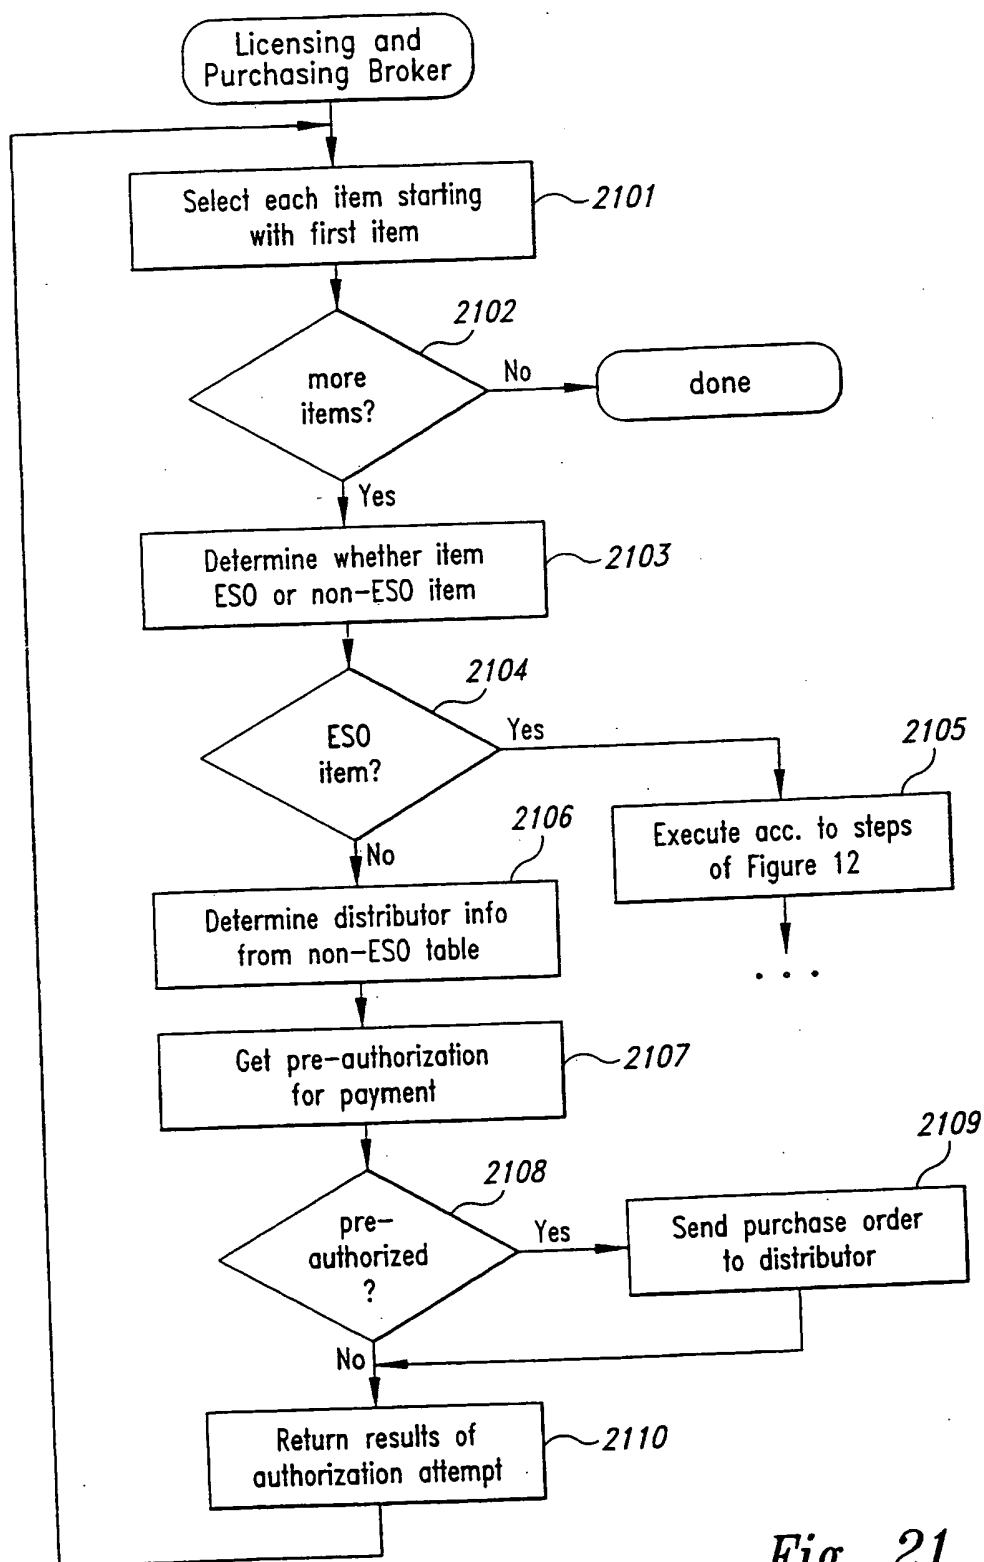 Licensing and
Purchasing Broker
Select each item starting
with first item
2101
2102
more
items?
No
done
Yes
Determine whether item
ESO or non-ESO item
2103
2104
ESO
item?
Yes
2105
Execute acc. to steps
of Figure 12
. . .
No
2106
Determine distributor info
from non-ESO table
Get pre-authorization
for payment
2107
2108
pre-
authorized
?
Yes
2109
Send purchase order
to distributor
No
Return results of
authorization attempt
2110
Fig. 21